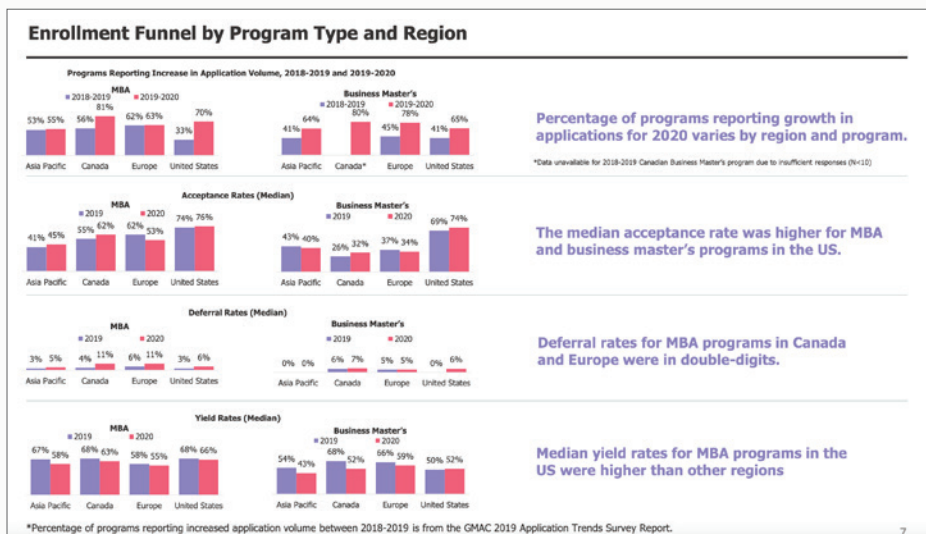 Enrollment Funnel by Program Type and Region
Programs Reporting Increase in Application Volume, 2018-2019 and 2019-2020
MBA
2018-2019 2019-2020
53% 55% 56% 81% 62% 63% 33% 70%
Asia Pacific Canada Europe United States
Business Master's
2018-2019 2019-2020
41% 64% 80% 45% 78% 41% 65%
Asia Pacific Canada* Europe United States
Percentage of programs reporting growth in
applications for 2020 varies by region and program.
*Data unavailable for 2018-2019 Canadian Business Master's program due to insufficient responses (N<10)
Acceptance Rates (Median)
MBA
2019 2020
41% 45% 55% 62% 62% 53% 74% 76%
Asia Pacific Canada Europe United States
Business Master's
2019 2020
43% 40% 26% 32% 37% 34% 69% 74%
Asia Pacific Canada Europe United States
The median acceptance rate was higher for MBA
and business master's programs in the US.
Deferral Rates (Median)
MBA
2019 2020
3% 5% 4% 11% 6% 11% 3% 6%
Asia Pacific Canada Europe United States
Business Master's
2019 2020
0% 0% 6% 7% 5% 5% 0% 6%
Asia Pacific Canada Europe United States
Deferral rates for MBA programs in Canada
and Europe were in double-digits.
Yield Rates (Median)
MBA
2019 2020
67% 58% 68% 63% 58% 55% 68% 66%
Asia Pacific Canada Europe United States
Business Master's
2019 2020
54% 43% 68% 52% 66% 59% 50% 52%
Asia Pacific Canada Europe United States
Median yield rates for MBA programs in the
US were higher than other regions
*Percentage of programs reporting increased application volume between 2018-2019 is from the GMAC 2019 Application Trends Survey Report.
7